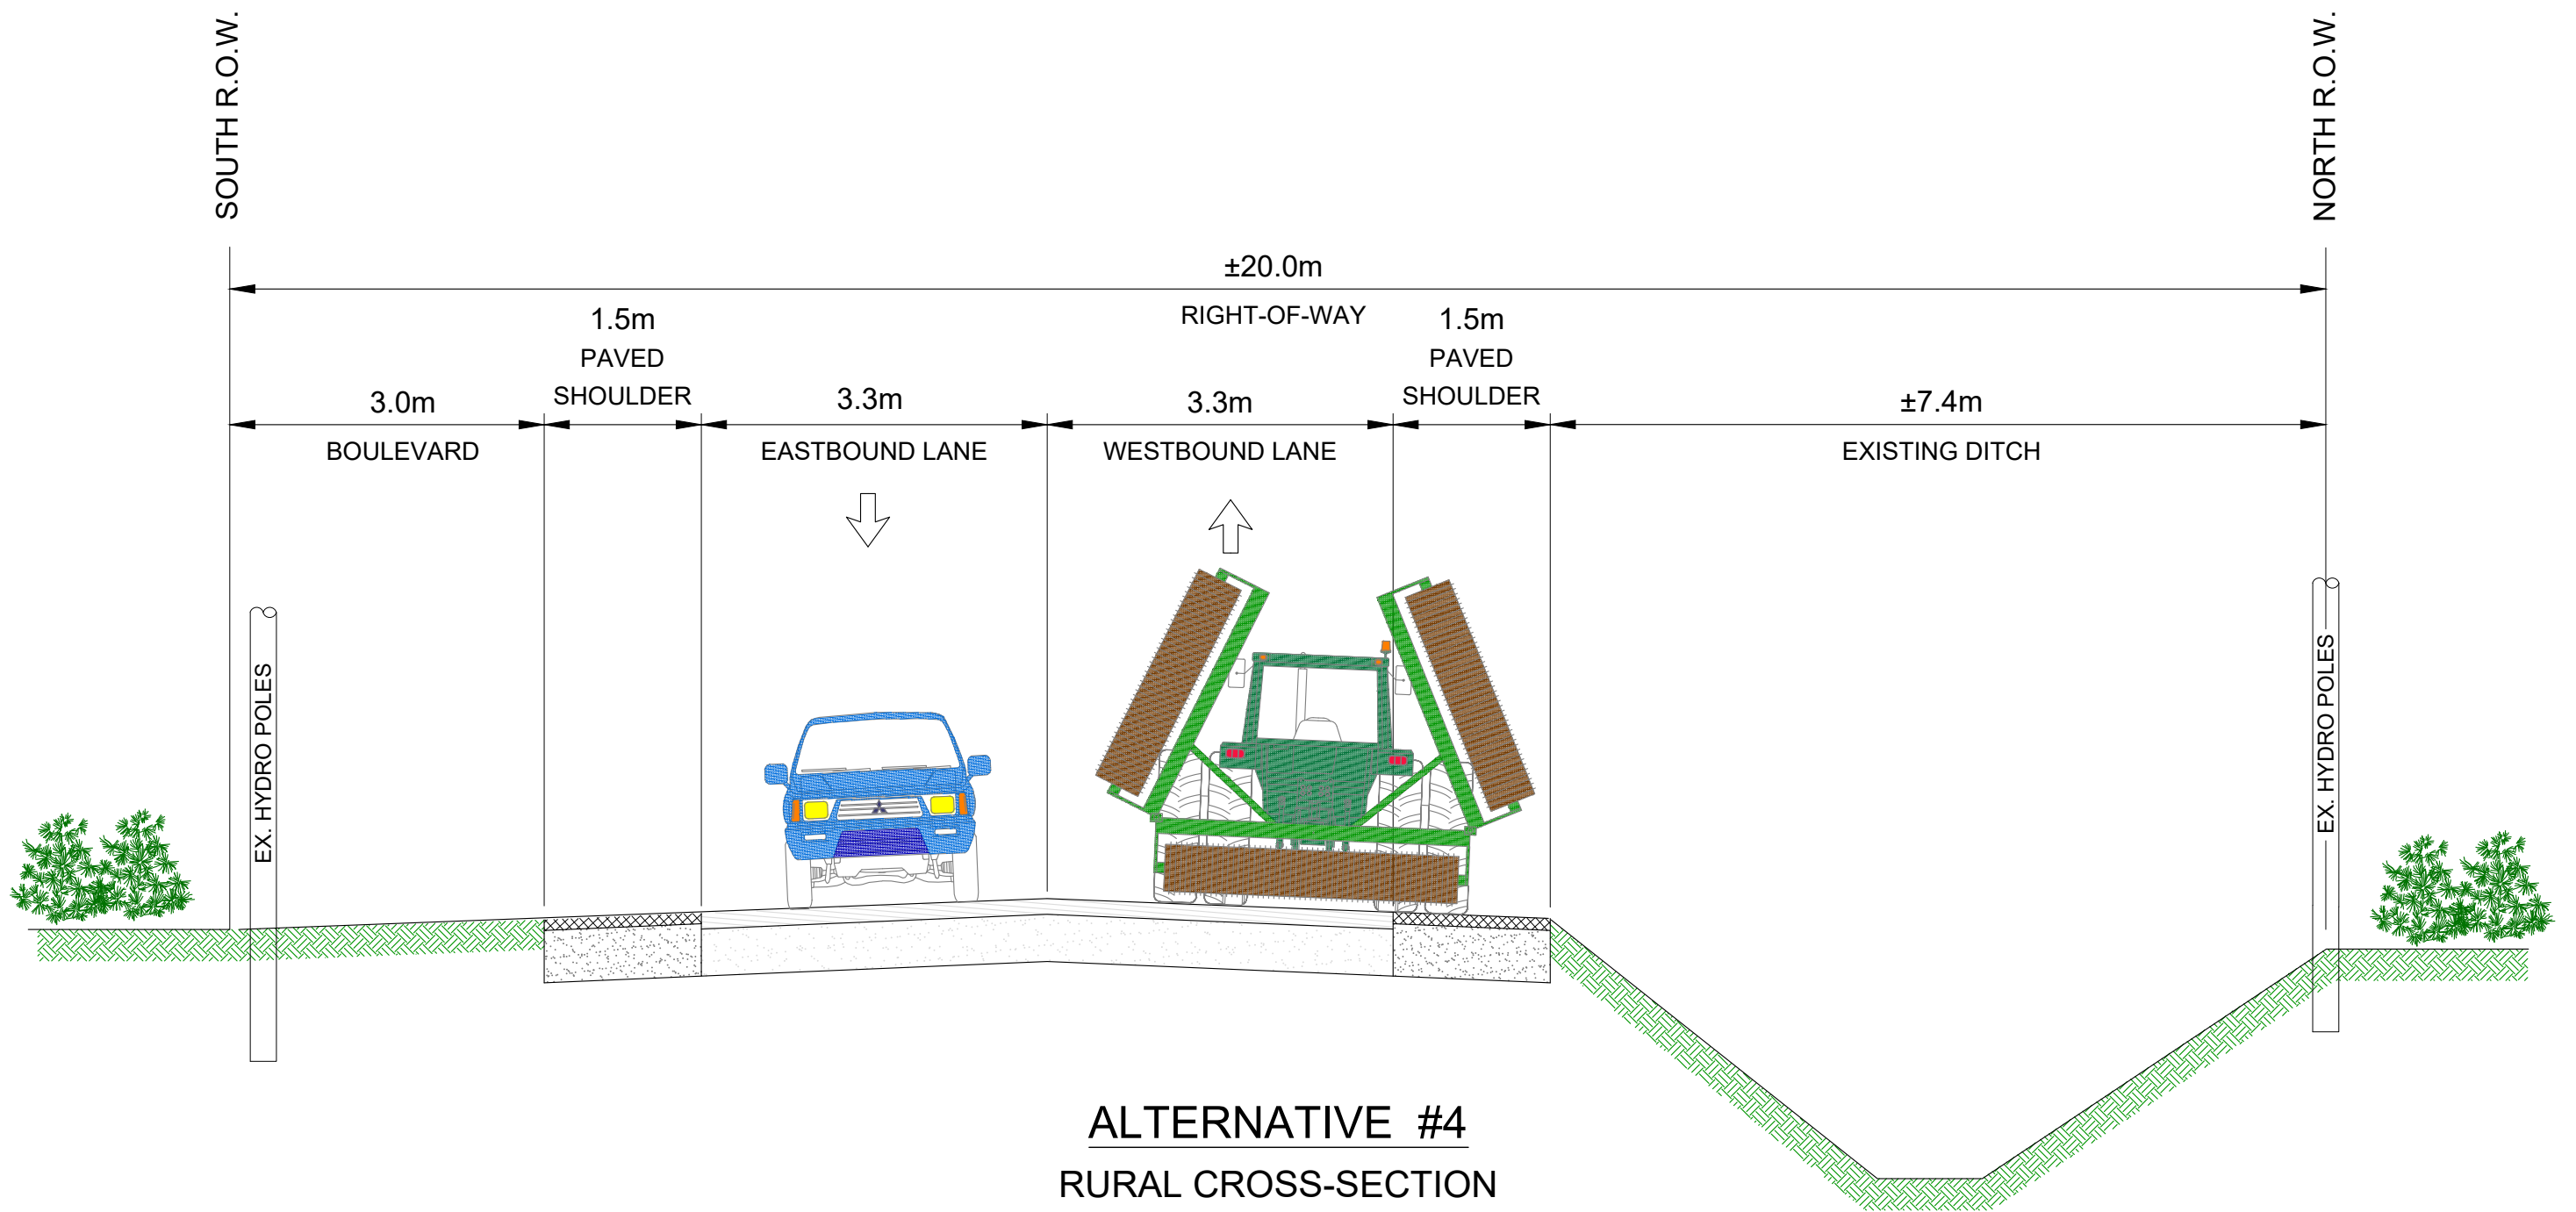 SOUTH R.O.W.
NORTH R.O.W.
±20.0m
RIGHT-OF-WAY
3.0m
BOULEVARD
1.5m
PAVED
SHOULDER
3.3m
EASTBOUND LANE
3.3m
WESTBOUND LANE
1.5m
PAVED
SHOULDER
±7.4m
EXISTING DITCH
EX. HYDRO POLES
EX. HYDRO POLES
ALTERNATIVE #4
RURAL CROSS-SECTION